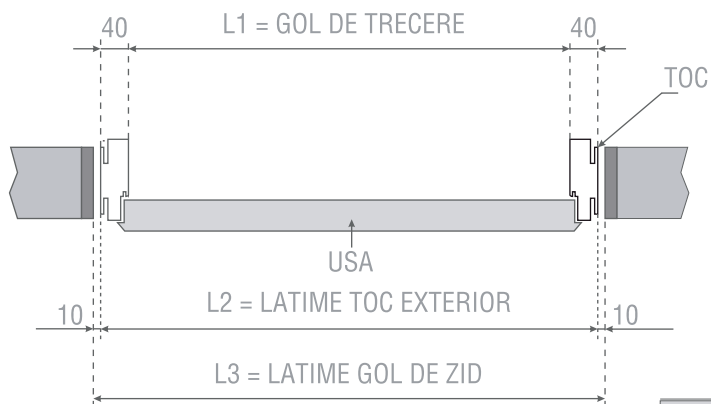 40 L1 = GOL DE TRECERE 40
TOC
USA
L2 = LATIME TOC EXTERIOR
10 10
L3 = LATIME GOL DE ZID